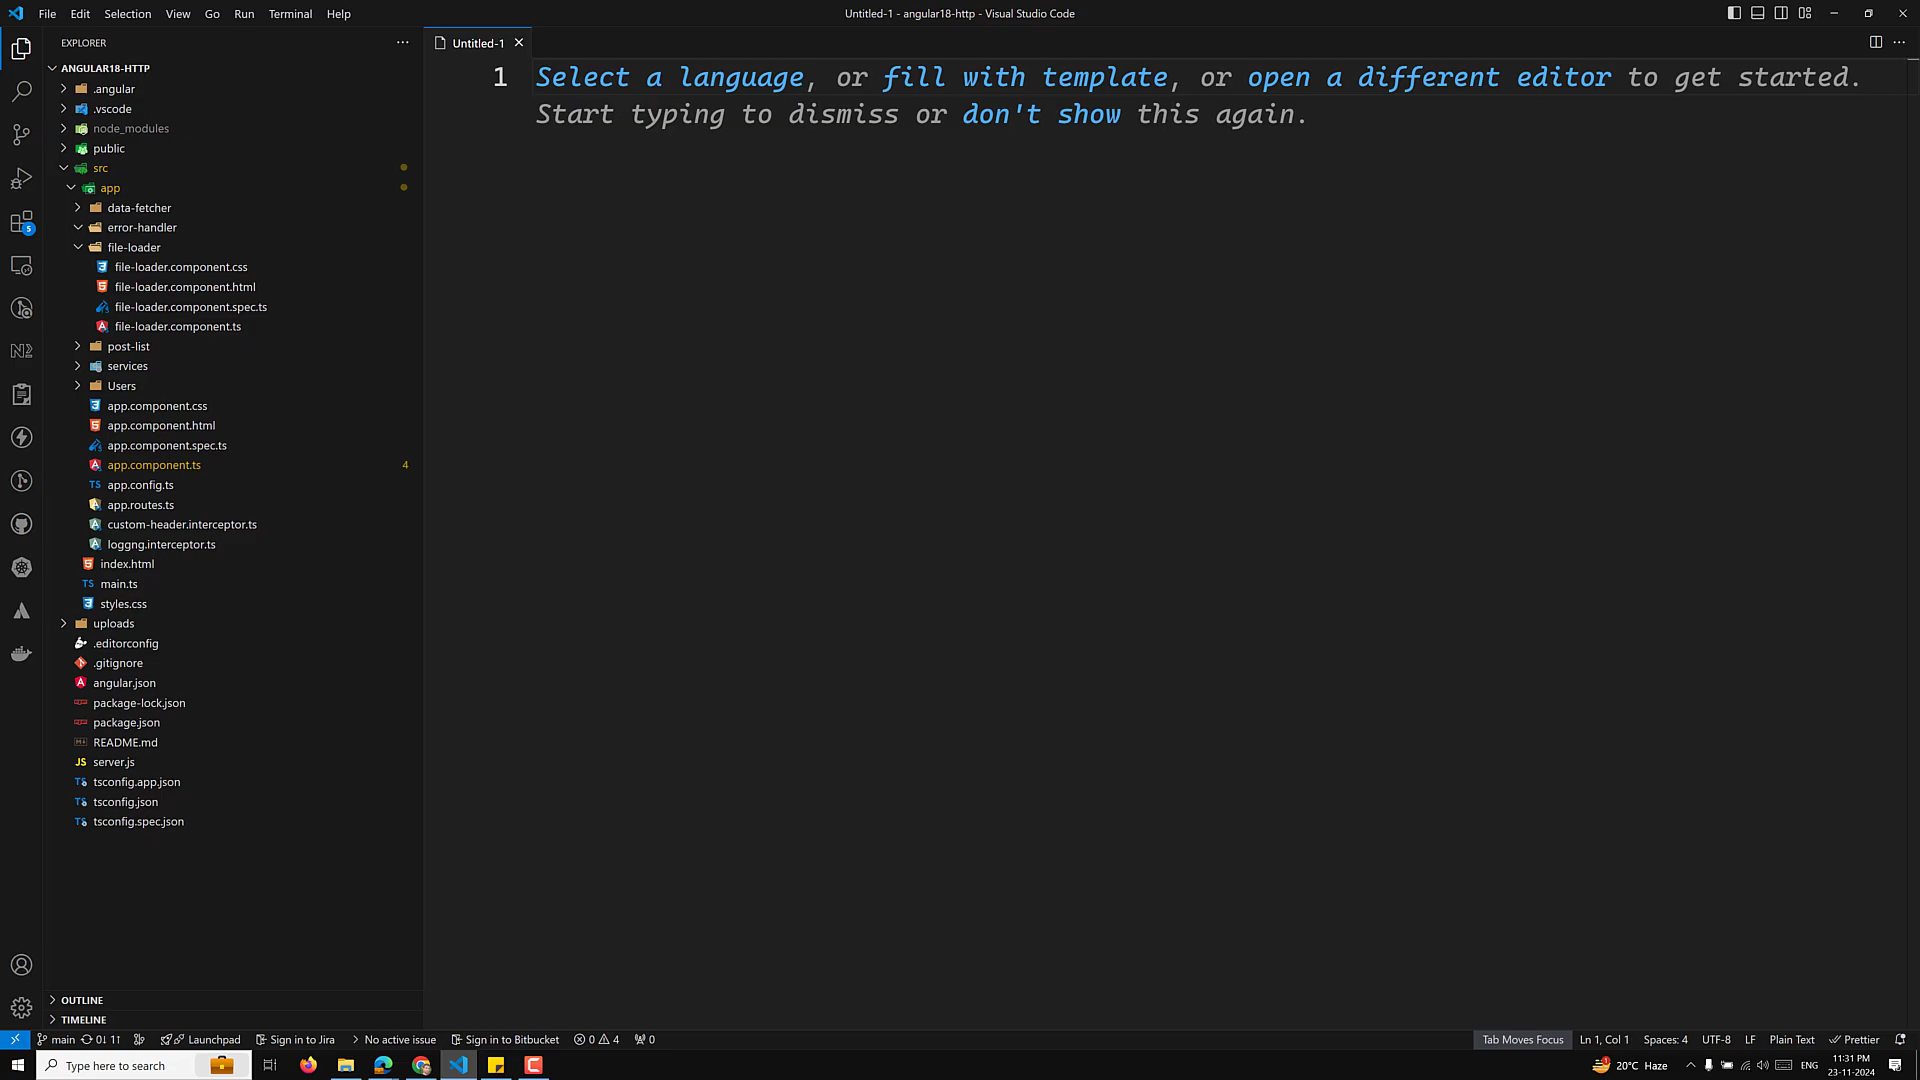 File Edit Selection View Go Run Terminal Help
Untitled-1 - angular18-http - Visual Studio Code
EXPLORER
Untitled-1
ANGULAR18-HTTP
.angular
.vscode
node_modules
public
src
app
data-fetcher
error-handler
file-loader
file-loader.component.css
file-loader.component.html
file-loader.component.spec.ts
file-loader.component.ts
post-list
services
Users
app.component.css
app.component.html
app.component.spec.ts
app.component.ts 4
app.config.ts
app.routes.ts
custom-header.interceptor.ts
loggng.interceptor.ts
index.html
main.ts
styles.css
uploads
.editorconfig
.gitignore
angular.json
package-lock.json
package.json
README.md
server.js
tsconfig.app.json
tsconfig.json
tsconfig.spec.json
OUTLINE
TIMELINE
1 Select a language, or fill with template, or open a different editor to get started.
Start typing to dismiss or don't show this again.
5
main 0↓ 1↑ Launchpad Sign in to Jira No active issue Sign in to Bitbucket 0 4 0 Tab Moves Focus Ln 1, Col 1 Spaces: 4 UTF-8 LF Plain Text Prettier
Type here to search 20°C Haze ENG 11:31 PM
23-11-2024